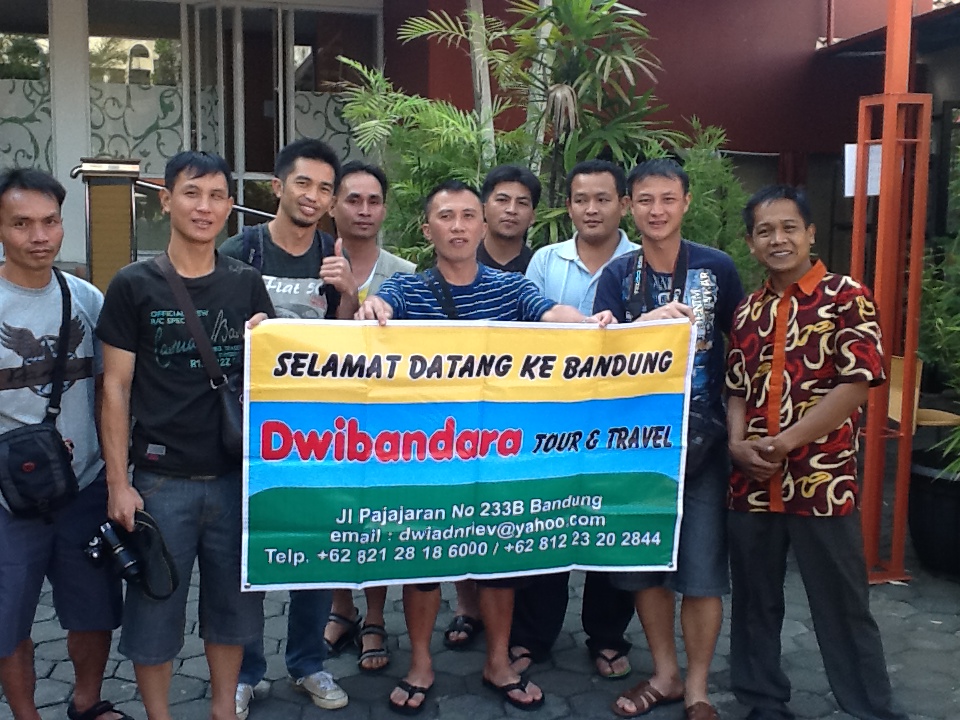 SELAMAT DATANG KE BANDUNG
Dwibandara TOUR & TRAVEL
Jl Pajajaran No 233B Bandung
email : dwiadnriev@yahoo.com
Telp. +62 821 28 18 6000 / +62 812 23 20 2844